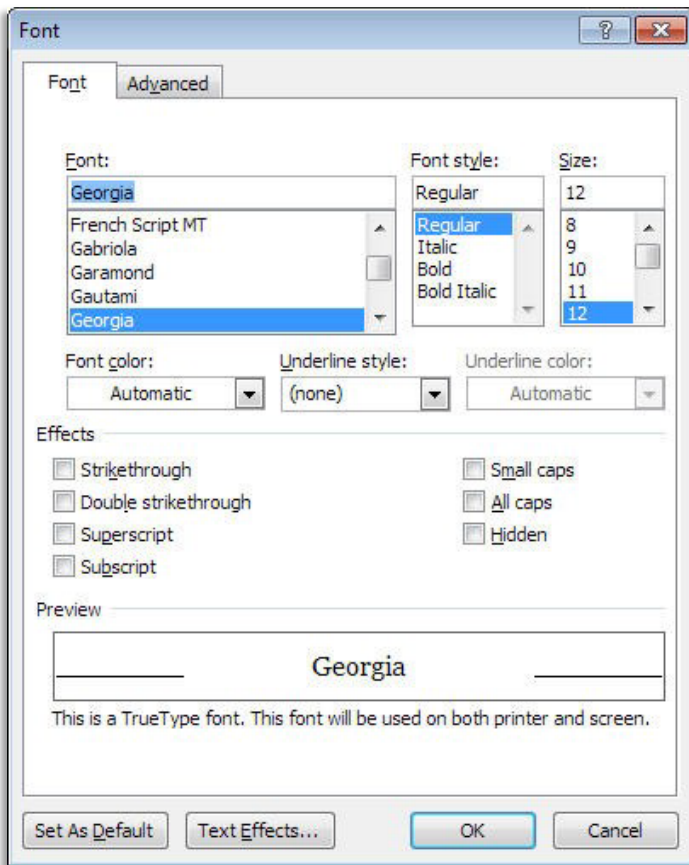 Font
Font Advanced
Font: Font style: Size:
Georgia Regular 12
French Script MT Regular 8
Gabriola Italic 9
Garamond Bold 10
Gautami Bold Italic 11
Georgia 12
Font color: Underline style: Underline color:
Automatic (none) Automatic
Effects
Strikethrough Small caps
Double strikethrough All caps
Superscript Hidden
Subscript
Preview
Georgia
This is a TrueType font. This font will be used on both printer and screen.
Set As Default Text Effects... OK Cancel